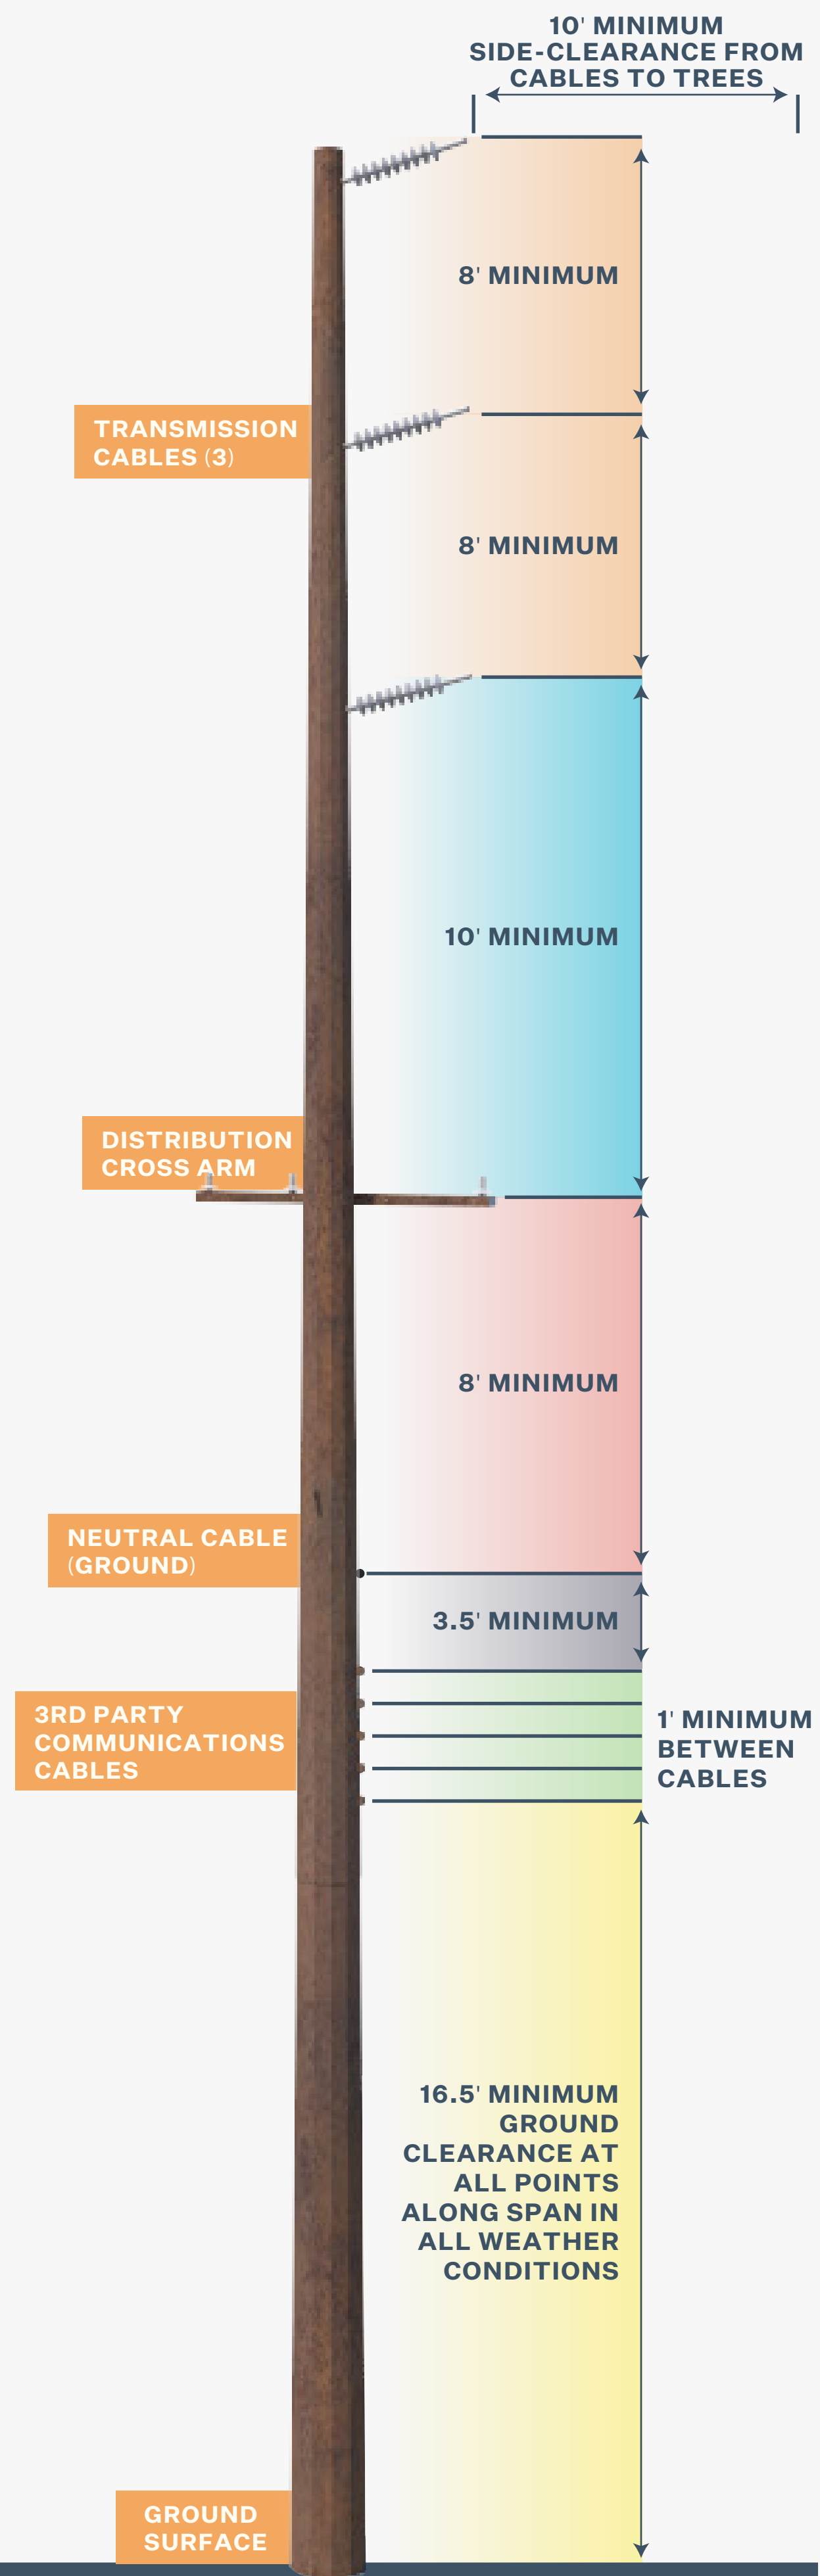 10' MINIMUM
SIDE-CLEARANCE FROM
CABLES TO TREES
8' MINIMUM
TRANSMISSION
CABLES (3)
8' MINIMUM
10' MINIMUM
DISTRIBUTION
CROSS ARM
8' MINIMUM
NEUTRAL CABLE
(GROUND)
3.5' MINIMUM
3RD PARTY
COMMUNICATIONS
CABLES
1' MINIMUM
BETWEEN
CABLES
16.5' MINIMUM
GROUND
CLEARANCE AT
ALL POINTS
ALONG SPAN IN
ALL WEATHER
CONDITIONS
GROUND
SURFACE